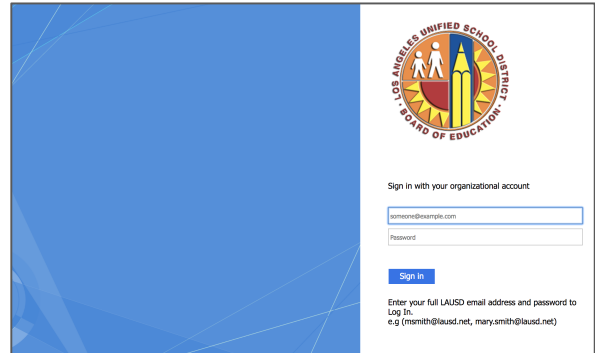 LOS ANGELES UNIFIED SCHOOL DISTRICT
· BOARD OF EDUCATION ·
Sign in with your organizational account
someone@example.com
Password
Sign in
Enter your full LAUSD email address and password to
Log In.
e.g (msmith@lausd.net, mary.smith@lausd.net)